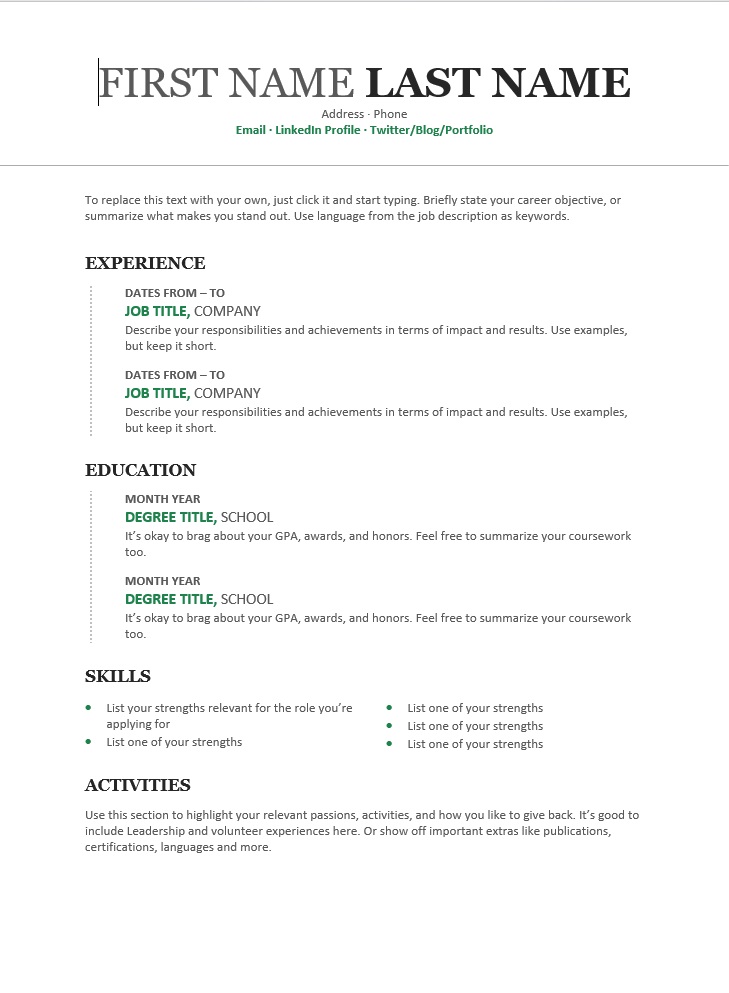 FIRST NAME LAST NAME
Address · Phone
Email · LinkedIn Profile · Twitter/Blog/Portfolio
To replace this text with your own, just click it and start typing. Briefly state your career objective, or
summarize what makes you stand out. Use language from the job description as keywords.
EXPERIENCE
DATES FROM – TO
JOB TITLE, COMPANY
Describe your responsibilities and achievements in terms of impact and results. Use examples,
but keep it short.
DATES FROM – TO
JOB TITLE, COMPANY
Describe your responsibilities and achievements in terms of impact and results. Use examples,
but keep it short.
EDUCATION
MONTH YEAR
DEGREE TITLE, SCHOOL
It’s okay to brag about your GPA, awards, and honors. Feel free to summarize your coursework
too.
MONTH YEAR
DEGREE TITLE, SCHOOL
It’s okay to brag about your GPA, awards, and honors. Feel free to summarize your coursework
too.
SKILLS
• List your strengths relevant for the role you’re
applying for
• List one of your strengths
• List one of your strengths
• List one of your strengths
• List one of your strengths
ACTIVITIES
Use this section to highlight your relevant passions, activities, and how you like to give back. It’s good to
include Leadership and volunteer experiences here. Or show off important extras like publications,
certifications, languages and more.